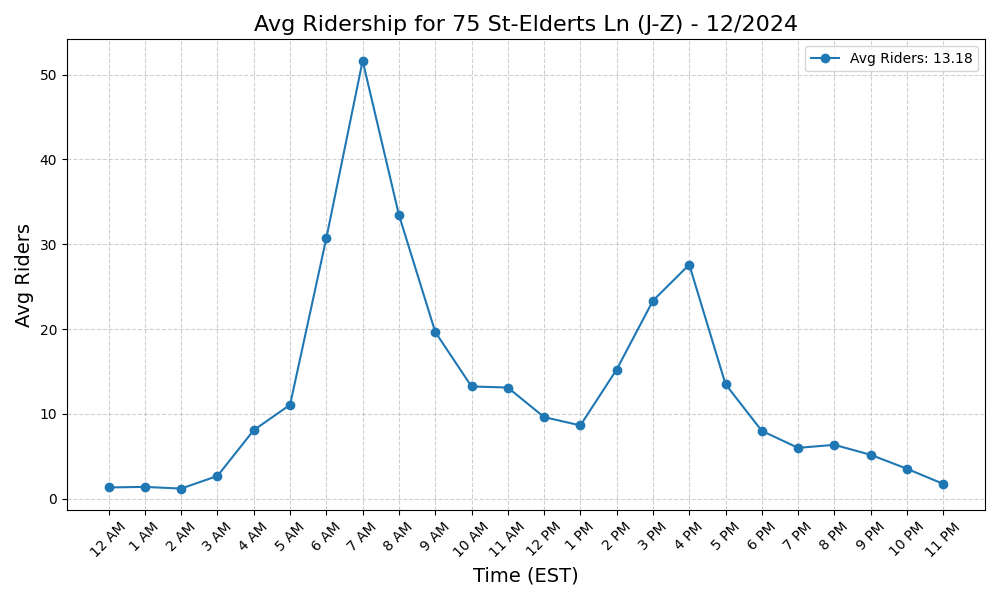 Avg Ridership for 75 St-Elderts Ln (J-Z) - 12/2024
Avg Riders: 13.18
Avg Riders
50
40
30
20
10
0
12 AM
1 AM
2 AM
3 AM
4 AM
5 AM
6 AM
7 AM
8 AM
9 AM
10 AM
11 AM
12 PM
1 PM
2 PM
3 PM
4 PM
5 PM
6 PM
7 PM
8 PM
9 PM
10 PM
11 PM
Time (EST)